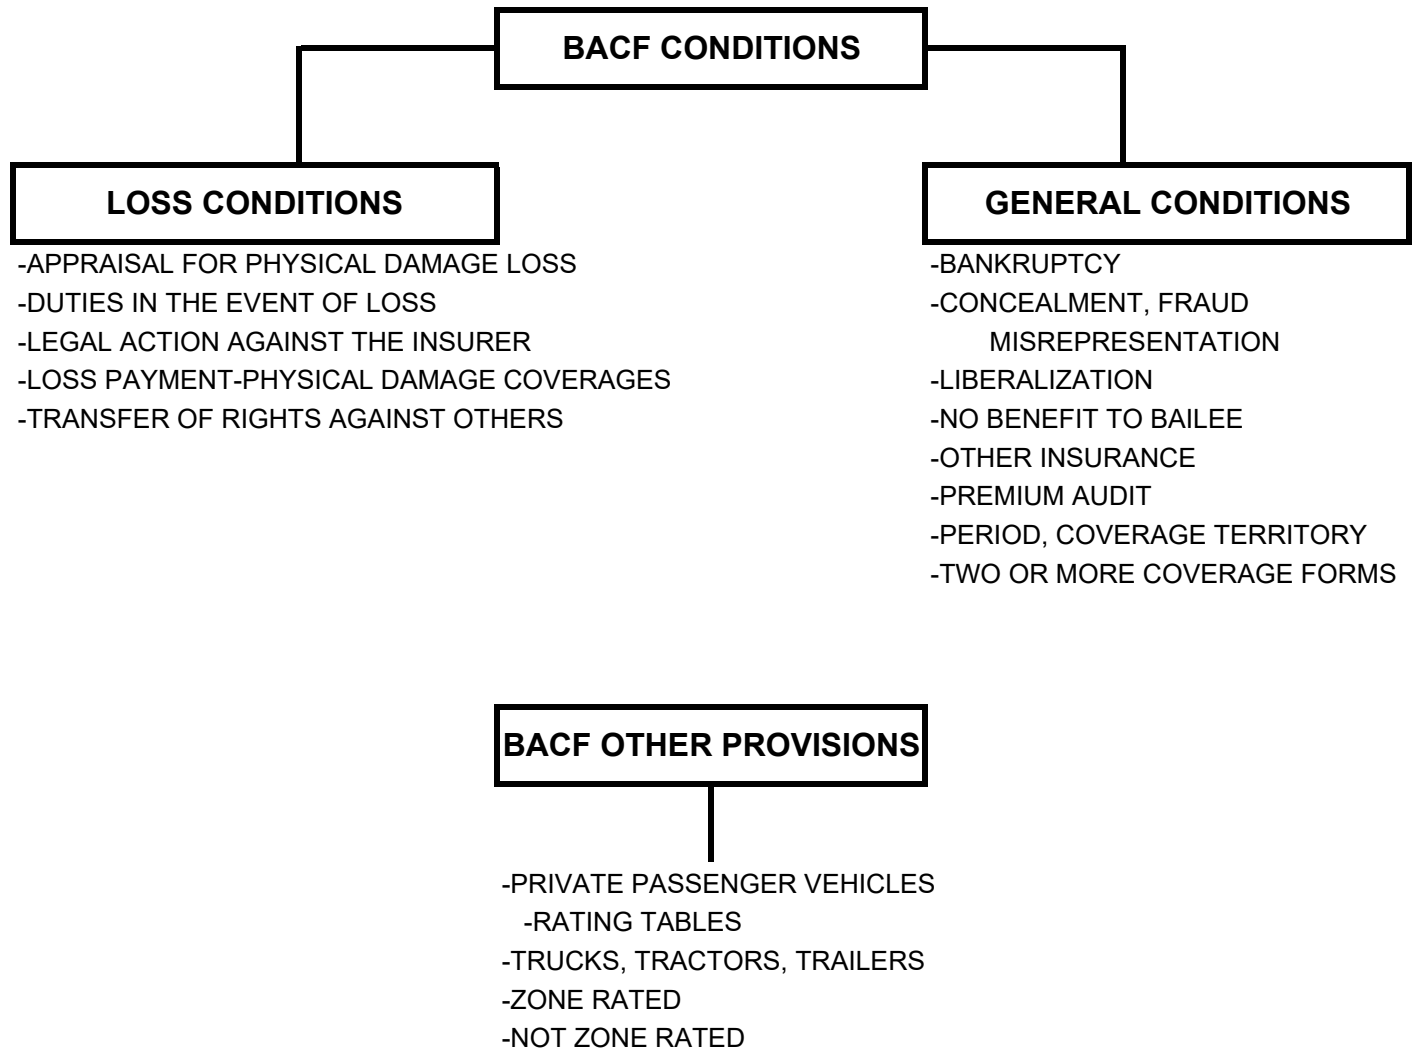 BACF CONDITIONS
LOSS CONDITIONS
-APPRAISAL FOR PHYSICAL DAMAGE LOSS
-DUTIES IN THE EVENT OF LOSS
-LEGAL ACTION AGAINST THE INSURER
-LOSS PAYMENT-PHYSICAL DAMAGE COVERAGES
-TRANSFER OF RIGHTS AGAINST OTHERS
GENERAL CONDITIONS
-BANKRUPTCY
-CONCEALMENT, FRAUD
MISREPRESENTATION
-LIBERALIZATION
-NO BENEFIT TO BAILEE
-OTHER INSURANCE
-PREMIUM AUDIT
-PERIOD, COVERAGE TERRITORY
-TWO OR MORE COVERAGE FORMS
BACF OTHER PROVISIONS
-PRIVATE PASSENGER VEHICLES
-RATING TABLES
-TRUCKS, TRACTORS, TRAILERS
-ZONE RATED
-NOT ZONE RATED